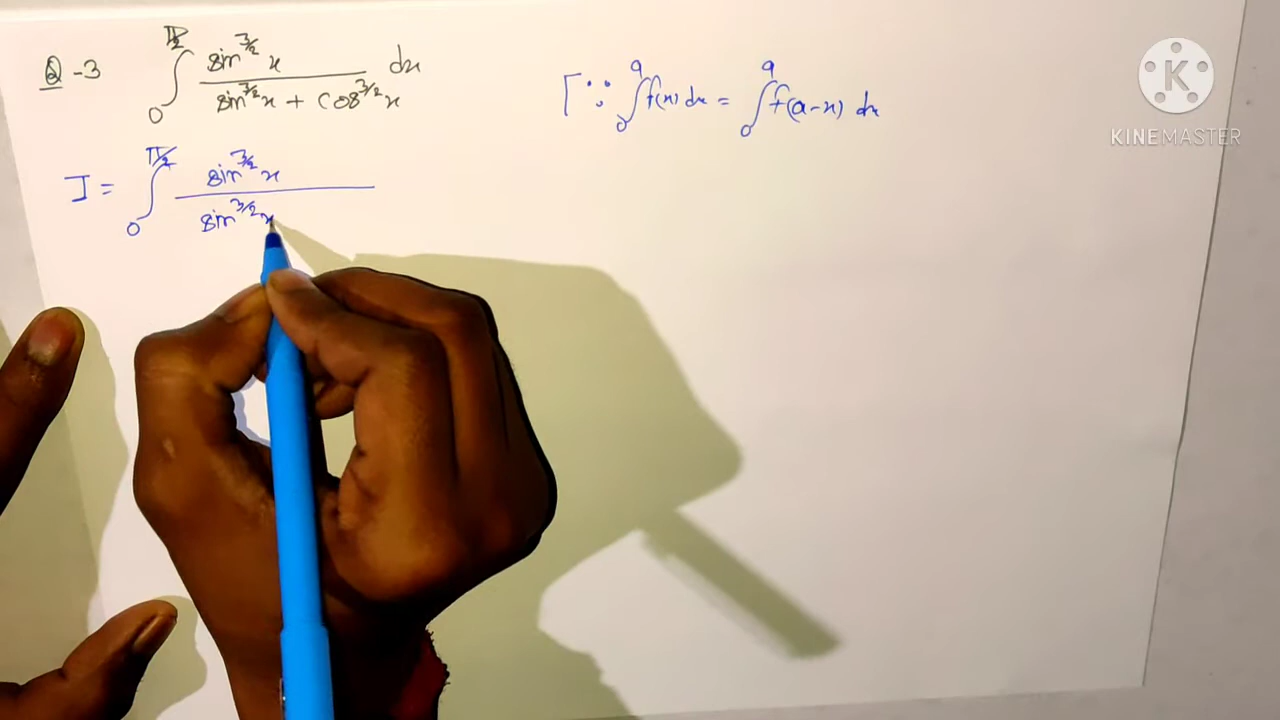 Q-3 ∫₀^{π/2} sin^{3/2} x / (sin^{3/2} x + cos^{3/2} x) dx
[∵ ∫₀^a f(x) dx = ∫₀^a f(a-x) dx
I = ∫₀^{π/2} sin^{3/2} x / sin^{3/2} x
K
KINEMASTER